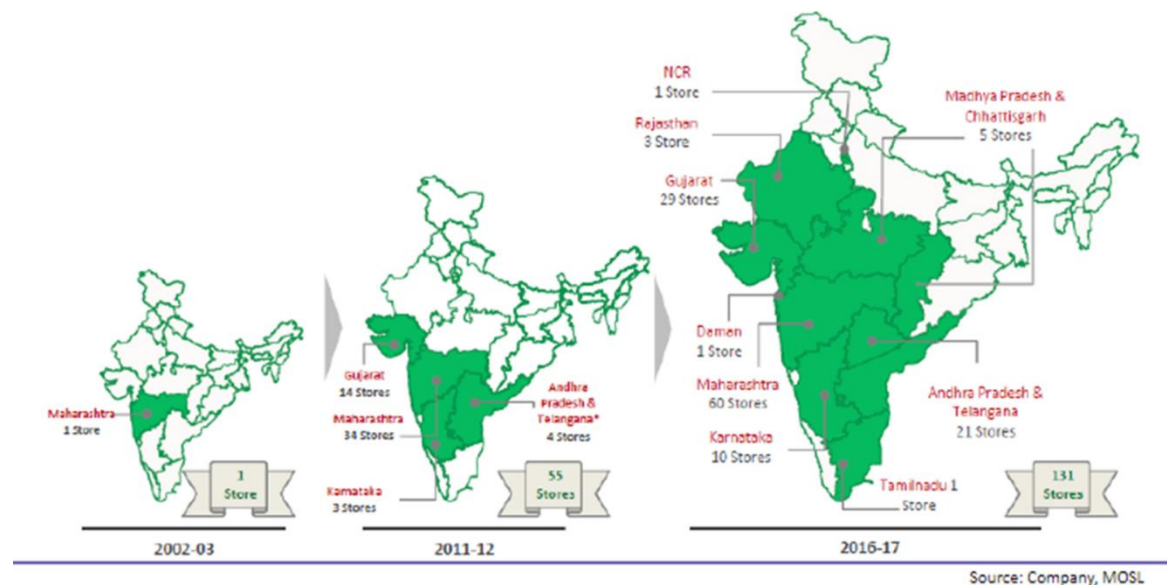 Maharashtra
1 Store
1
Store
2002-03
Gujarat
14 Stores
Maharashtra
34 Stores
Andhra
Pradesh &
Telangana*
4 Stores
Karnataka
3 Stores
55
Stores
2011-12
NCR
1 Store
Rajasthan
3 Store
Gujarat
29 Stores
Madhya Pradesh &
Chhattisgarh
5 Stores
Daman
1 Store
Maharashtra
60 Stores
Karnataka
10 Stores
Andhra Pradesh &
Telangana
21 Stores
Tamilnadu 1
Store
131
Stores
2016-17
Source: Company, MOSL